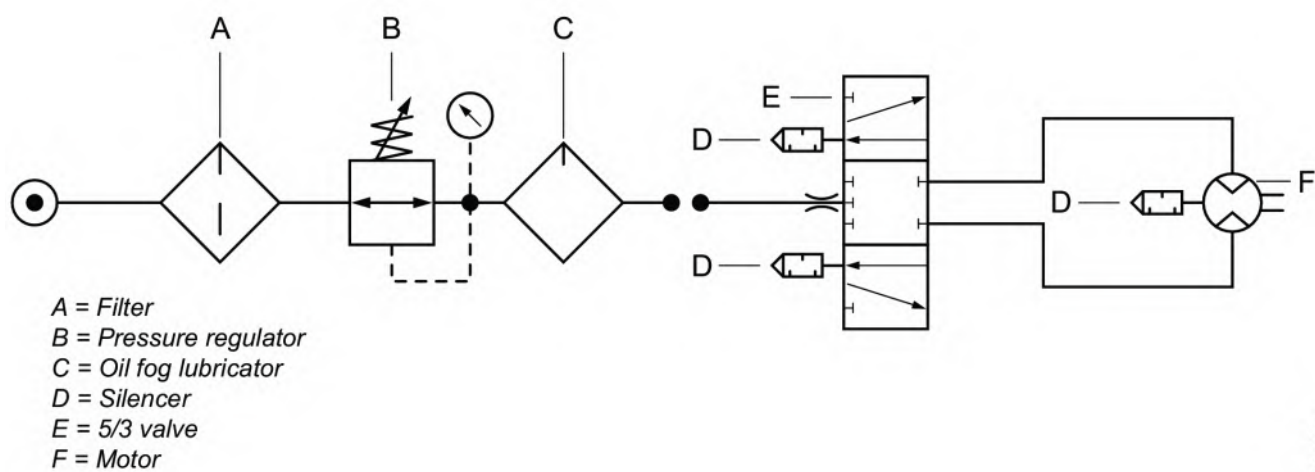 A B C
E
D
F
D
D
A = Filter
B = Pressure regulator
C = Oil fog lubricator
D = Silencer
E = 5/3 valve
F = Motor